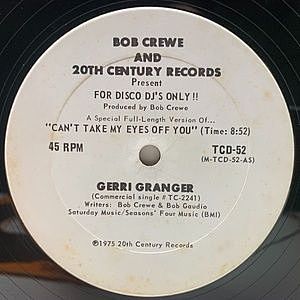 BOB CREWE
AND
20TH CENTURY RECORDS
Present
FOR DISCO DJ'S ONLY !!
Produced by Bob Crewe
A Special Full-Length Version Of...
"CAN'T TAKE MY EYES OFF YOU" (Time: 8:52)
45 RPM
TCD-52
(M-TCD-52-AS)
GERRI GRANGER
(Commercial single # TC-2241)
Writers: Bob Crewe & Bob Gaudio
Saturday Music/Seasons' Four Music (BMI)
©1975 20th Century Records